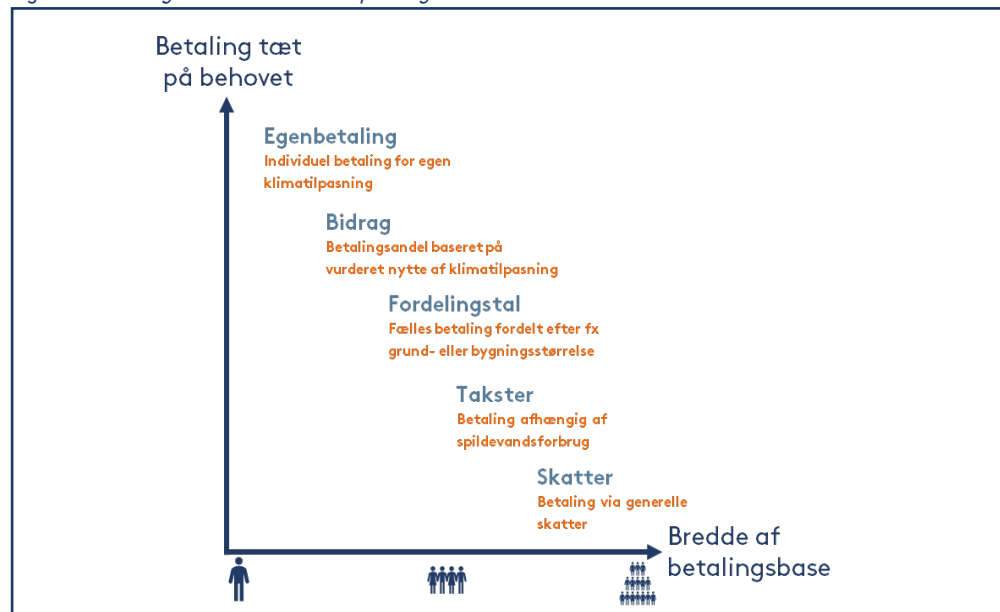 Betaling tæt
på behovet
Egenbetaling
Individuel betaling for egen
klimatilpasning
Bidrag
Betalingsandel baseret på
vurderet nytte af klimatilpasning
Fordelingstal
Fælles betaling fordelt efter fx
grund- eller bygningsstørrelse
Takster
Betaling afhængig af
spildevandsforbrug
Skatter
Betaling via generelle
skatter
Bredde af
betalingsbase